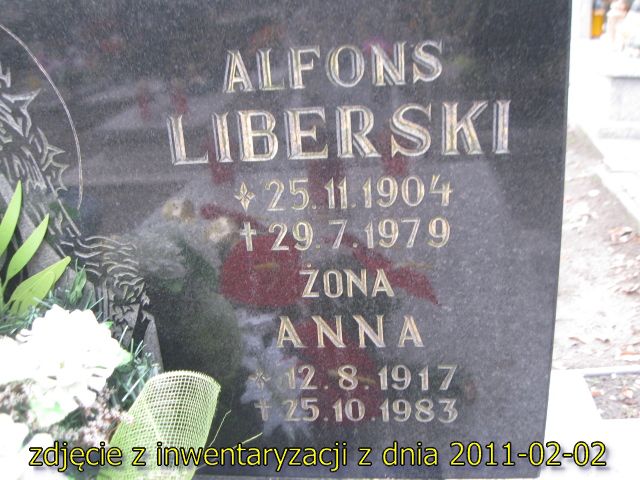 ALFONS
LIBERSKI
* 25.11.1904
† 29.7.1979
ŻONA
ANNA
* 12.8.1917
† 25.10.1983
zdjęcie z inwentaryzacji z dnia 2011-02-02